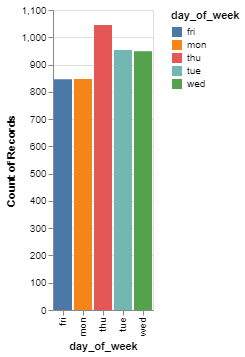 1,100
1,000
900
800
700
600
500
400
300
200
100
0
Count of Records
fri
mon
thu
tue
wed
day_of_week
day_of_week
fri
mon
thu
tue
wed